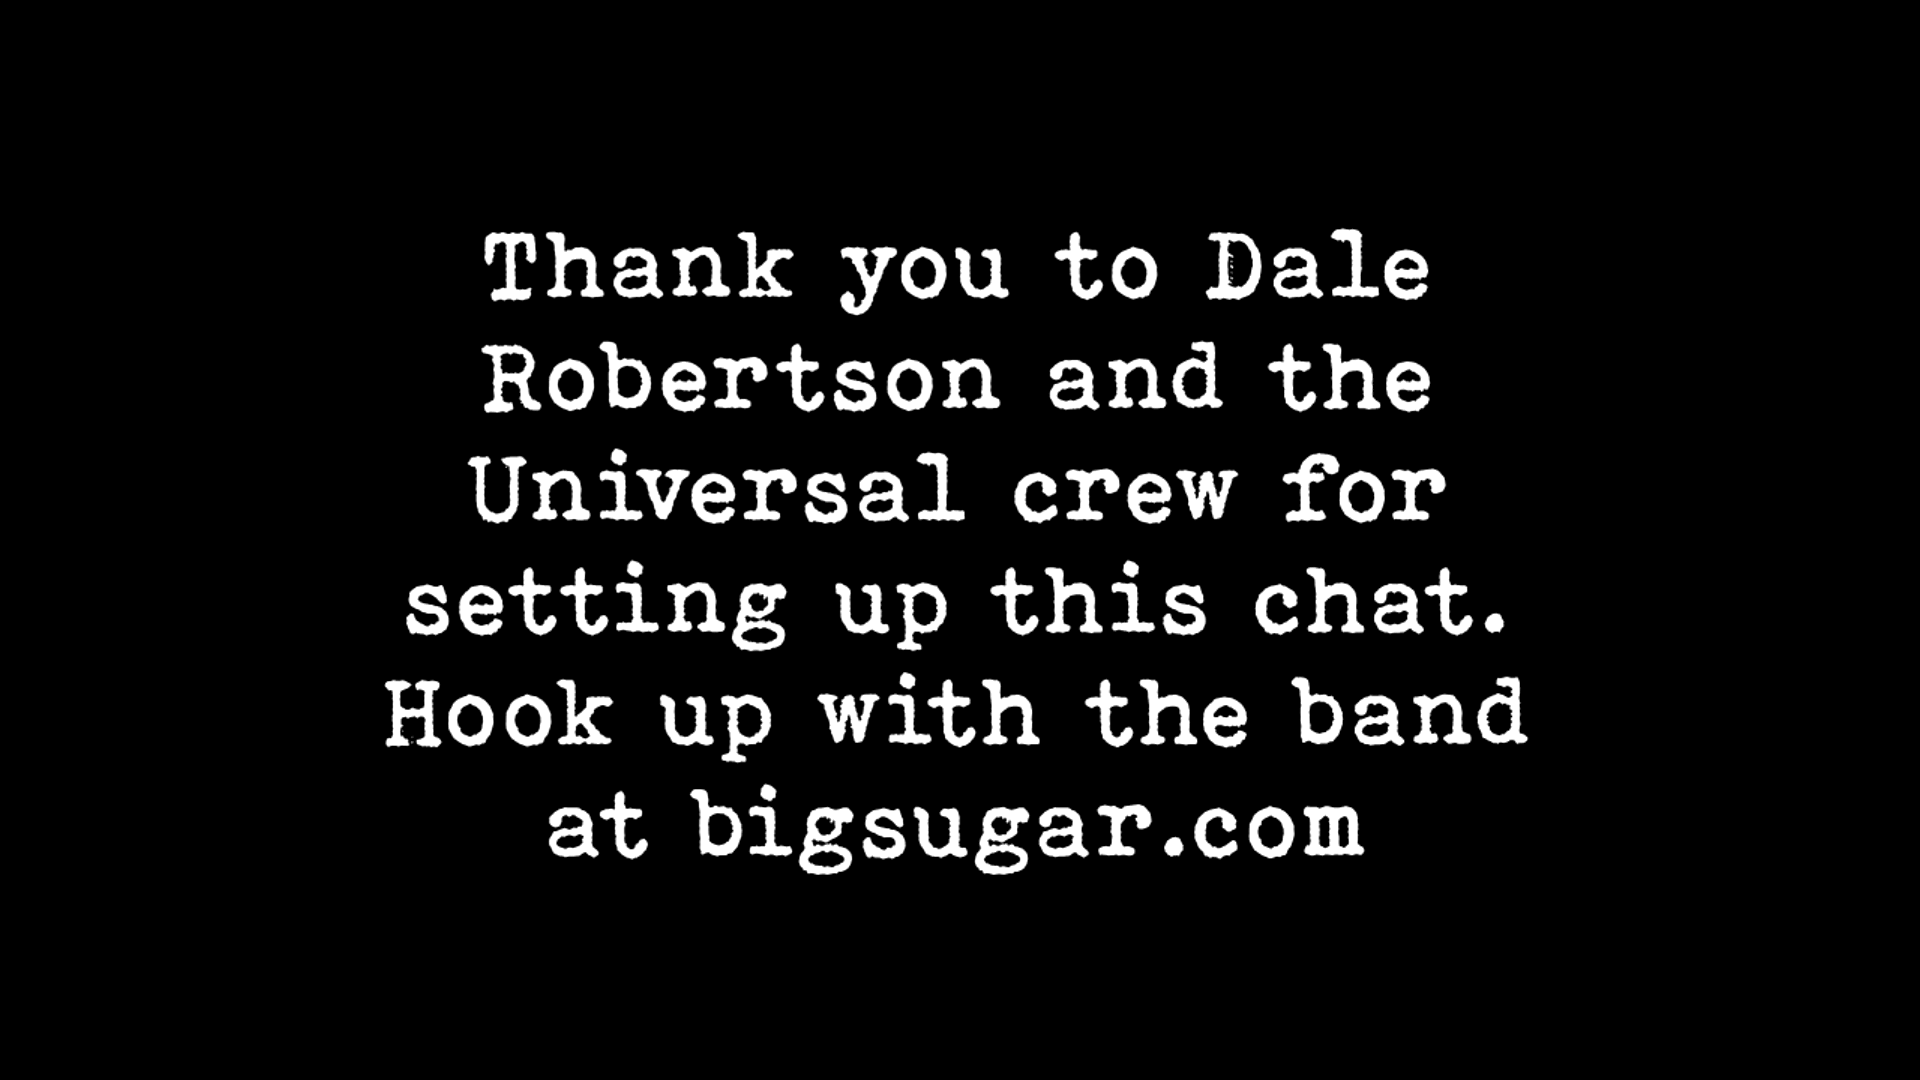 Thank you to Dale
Robertson and the
Universal crew for
setting up this chat.
Hook up with the band
at bigsugar.com